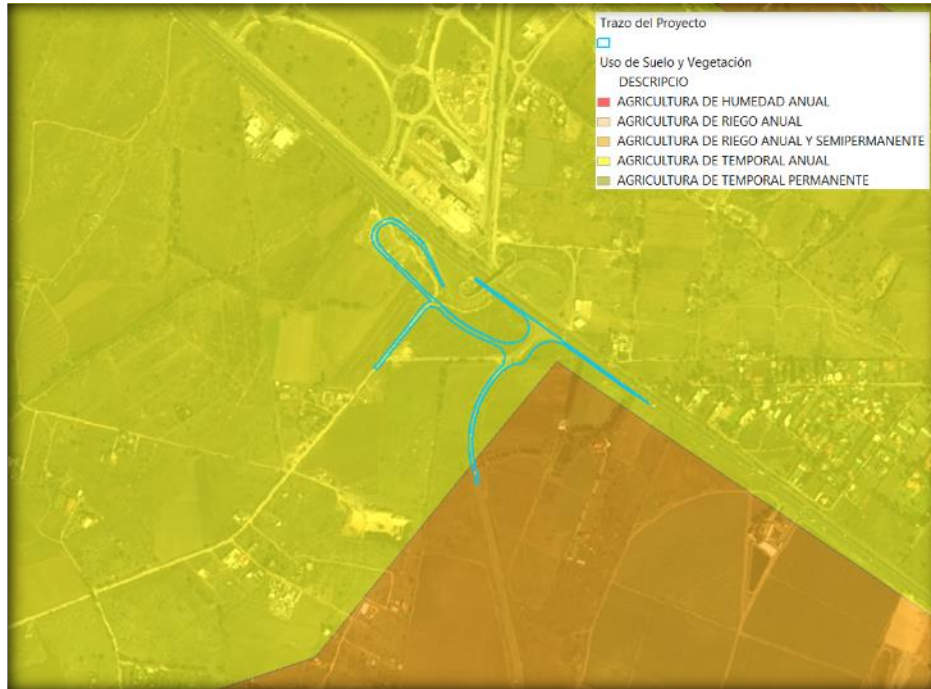 Trazo del Proyecto
Uso de Suelo y Vegetación
DESCRIPCIO
AGRICULTURA DE HUMEDAD ANUAL
AGRICULTURA DE RIEGO ANUAL
AGRICULTURA DE RIEGO ANUAL Y SEMIPERMANENTE
AGRICULTURA DE TEMPORAL ANUAL
AGRICULTURA DE TEMPORAL PERMANENTE